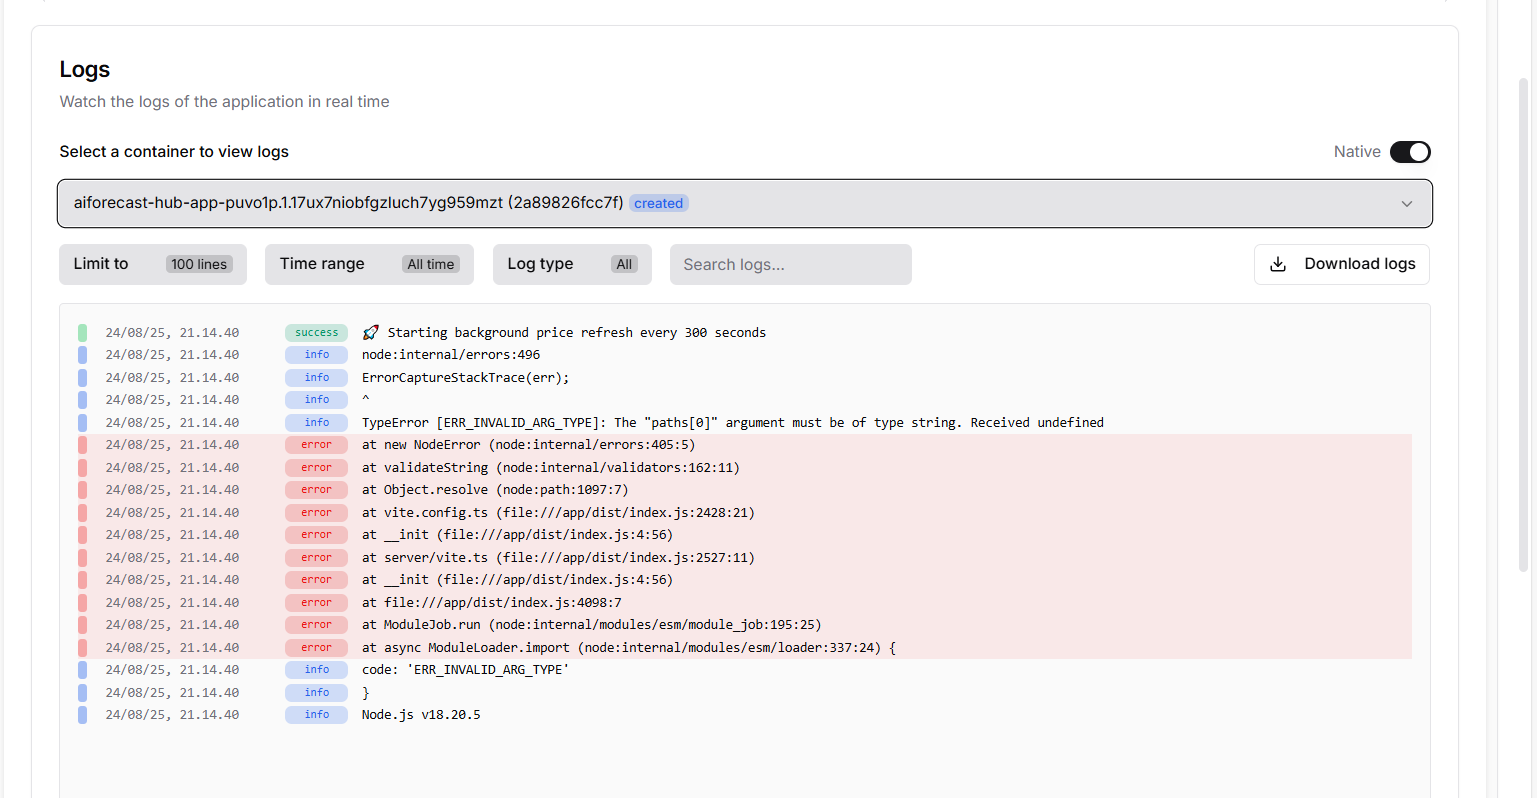 Logs
Watch the logs of the application in real time
Select a container to view logs
Native
aiforecast-hub-app-puvo1p.1.17ux7niobfgzluch7yg959mzt (2a89826fcc7f) created
Limit to 100 lines Time range All time Log type All Search logs... Download logs
24/08/25, 21.14.40 success 🚀 Starting background price refresh every 300 seconds
24/08/25, 21.14.40 info node:internal/errors:496
24/08/25, 21.14.40 info ErrorCaptureStackTrace(err);
24/08/25, 21.14.40 info ^
24/08/25, 21.14.40 info TypeError [ERR_INVALID_ARG_TYPE]: The "paths[0]" argument must be of type string. Received undefined
24/08/25, 21.14.40 error at new NodeError (node:internal/errors:405:5)
24/08/25, 21.14.40 error at validateString (node:internal/validators:162:11)
24/08/25, 21.14.40 error at Object.resolve (node:path:1097:7)
24/08/25, 21.14.40 error at vite.config.ts (file:///app/dist/index.js:2428:21)
24/08/25, 21.14.40 error at __init (file:///app/dist/index.js:4:56)
24/08/25, 21.14.40 error at server/vite.ts (file:///app/dist/index.js:2527:11)
24/08/25, 21.14.40 error at __init (file:///app/dist/index.js:4:56)
24/08/25, 21.14.40 error at file:///app/dist/index.js:4098:7
24/08/25, 21.14.40 error at ModuleJob.run (node:internal/modules/esm/module_job:195:25)
24/08/25, 21.14.40 error at async ModuleLoader.import (node:internal/modules/esm/loader:337:24) {
24/08/25, 21.14.40 info code: 'ERR_INVALID_ARG_TYPE'
24/08/25, 21.14.40 info }
24/08/25, 21.14.40 info Node.js v18.20.5